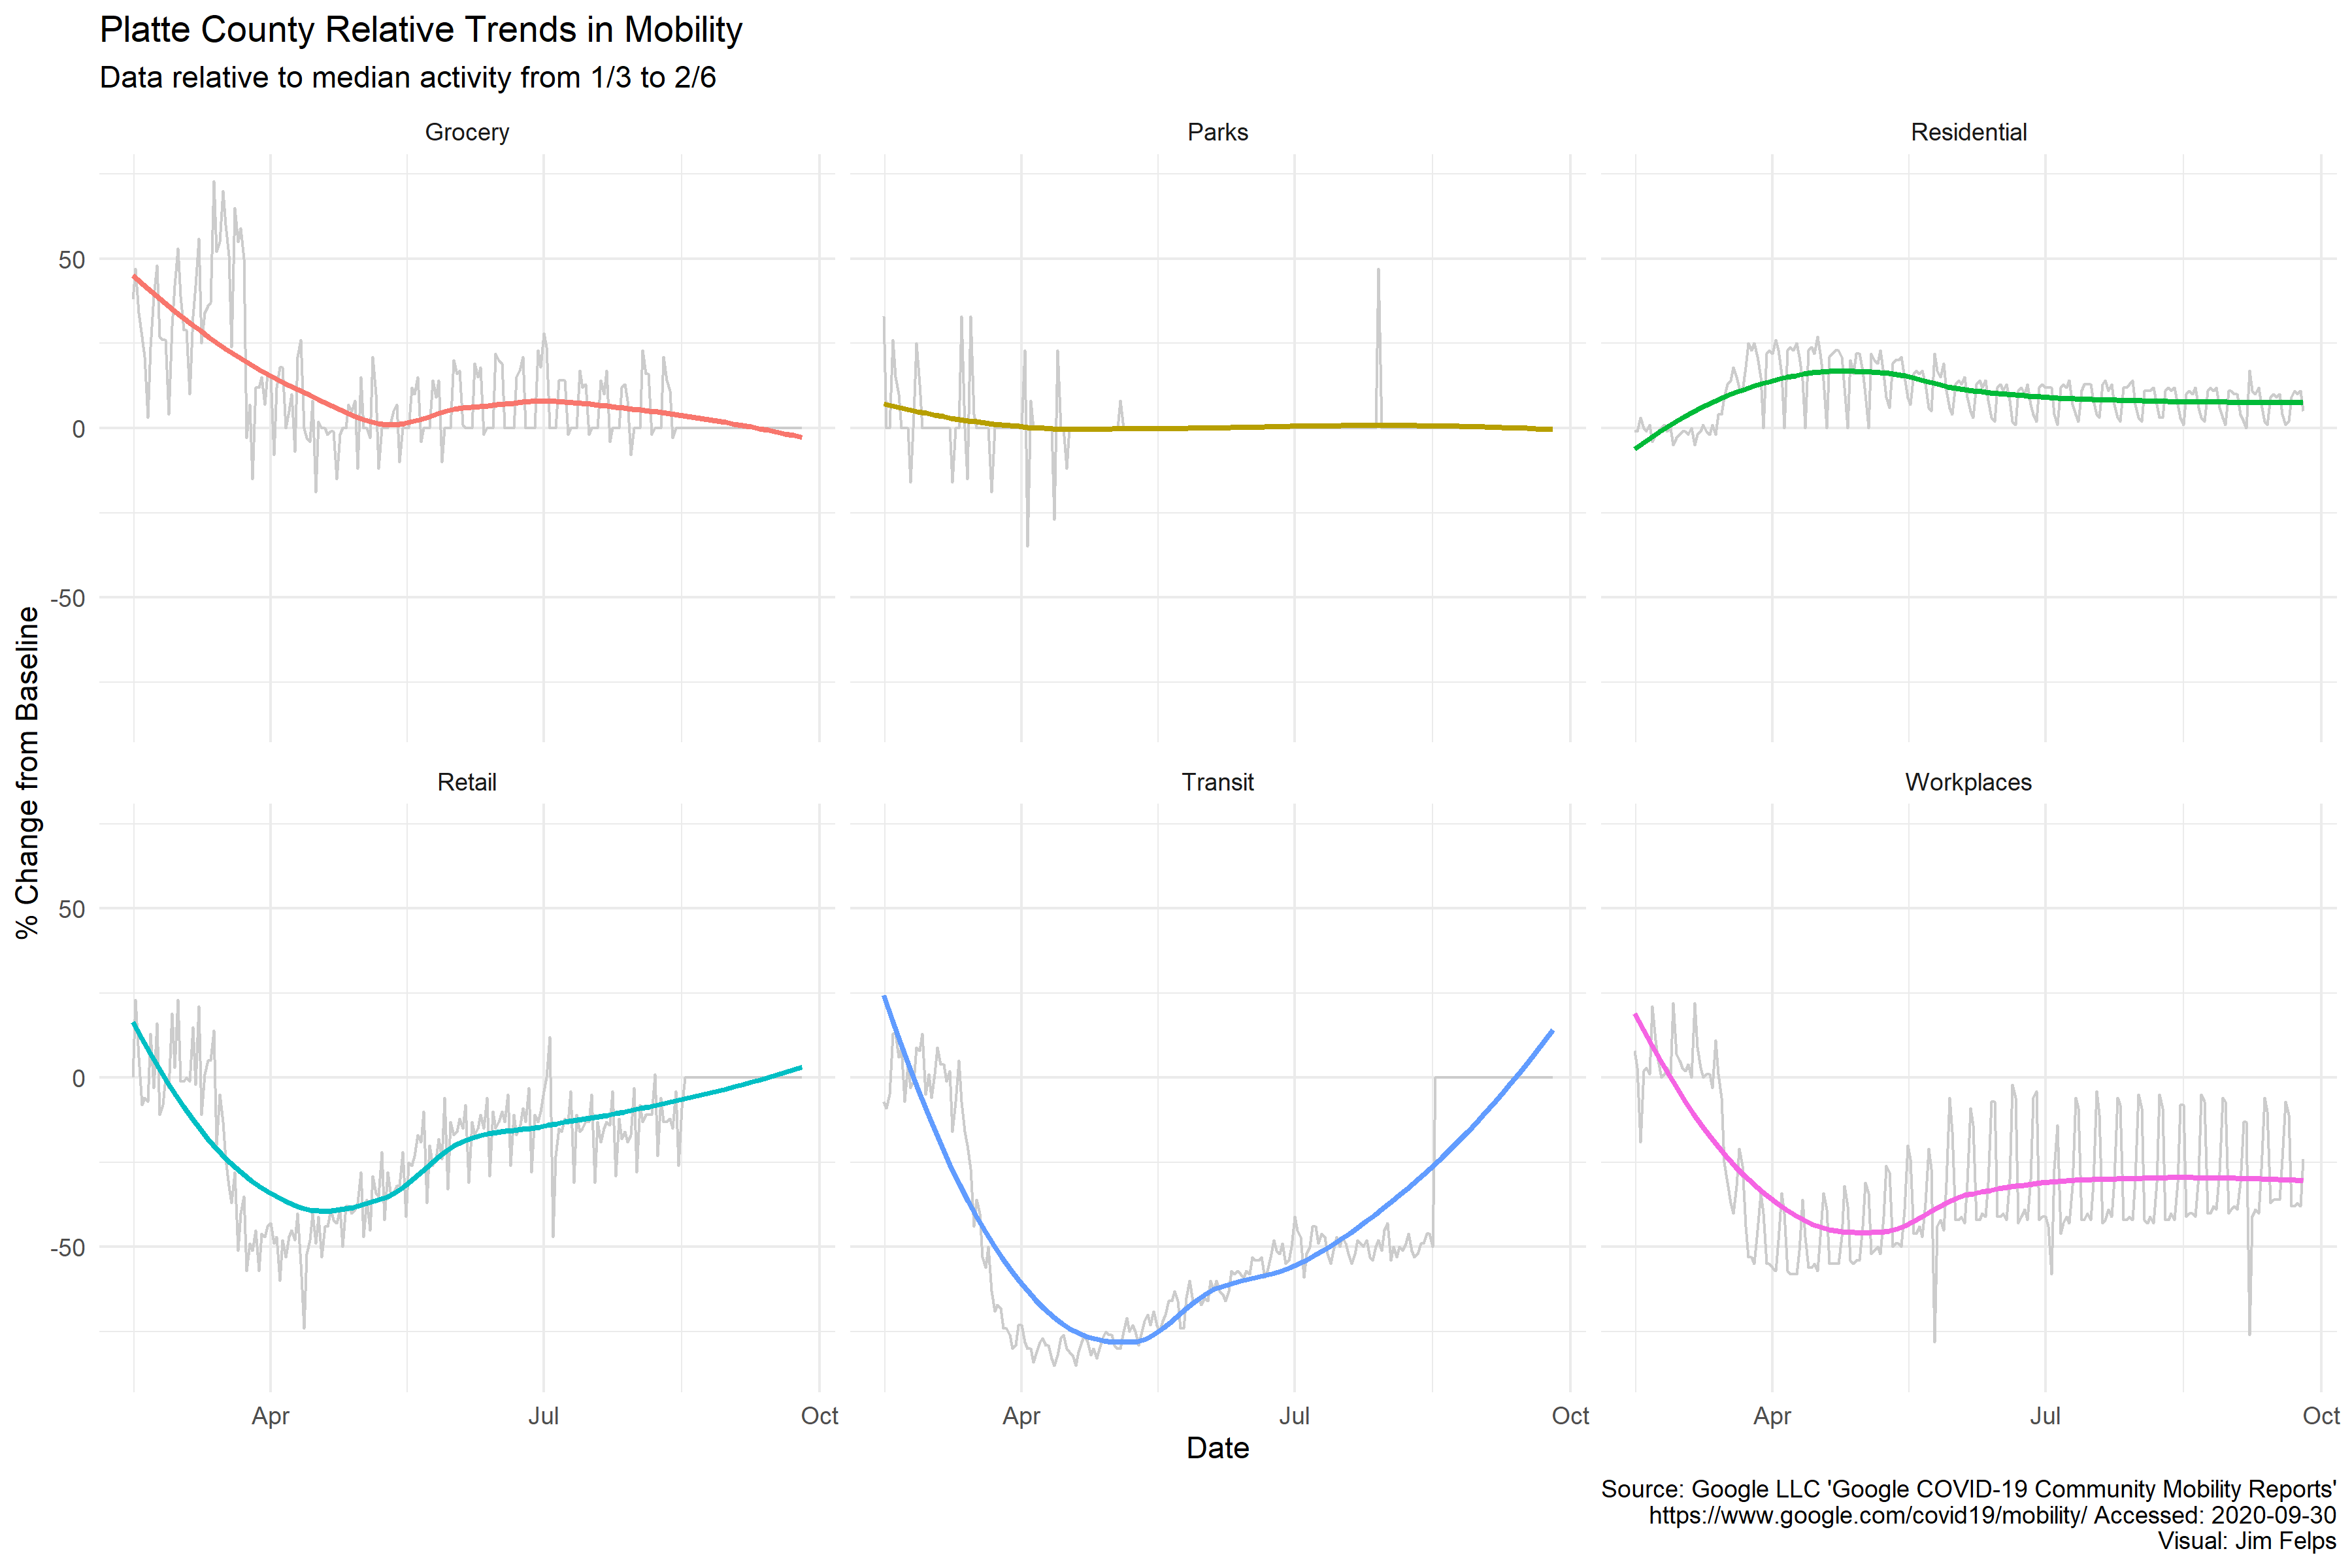 Platte County Relative Trends in Mobility
Data relative to median activity from 1/3 to 2/6
Grocery
Parks
Residential
50
0
-50
% Change from Baseline
Retail
Transit
Workplaces
50
0
-50
Apr
Jul
Oct
Apr
Jul
Oct
Apr
Jul
Oct
Date
Source: Google LLC 'Google COVID-19 Community Mobility Reports'
https://www.google.com/covid19/mobility/ Accessed: 2020-09-30
Visual: Jim Felps